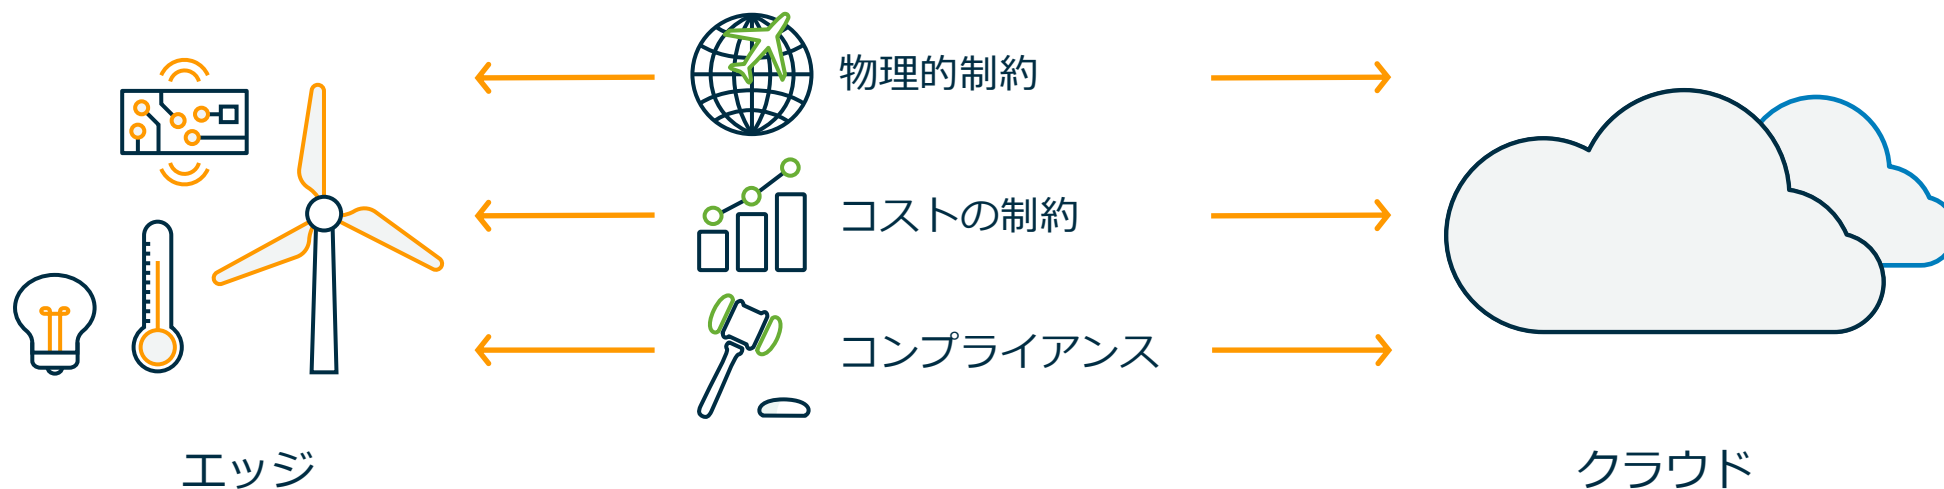 物理的制約
コストの制約
コンプライアンス
エッジ
クラウド